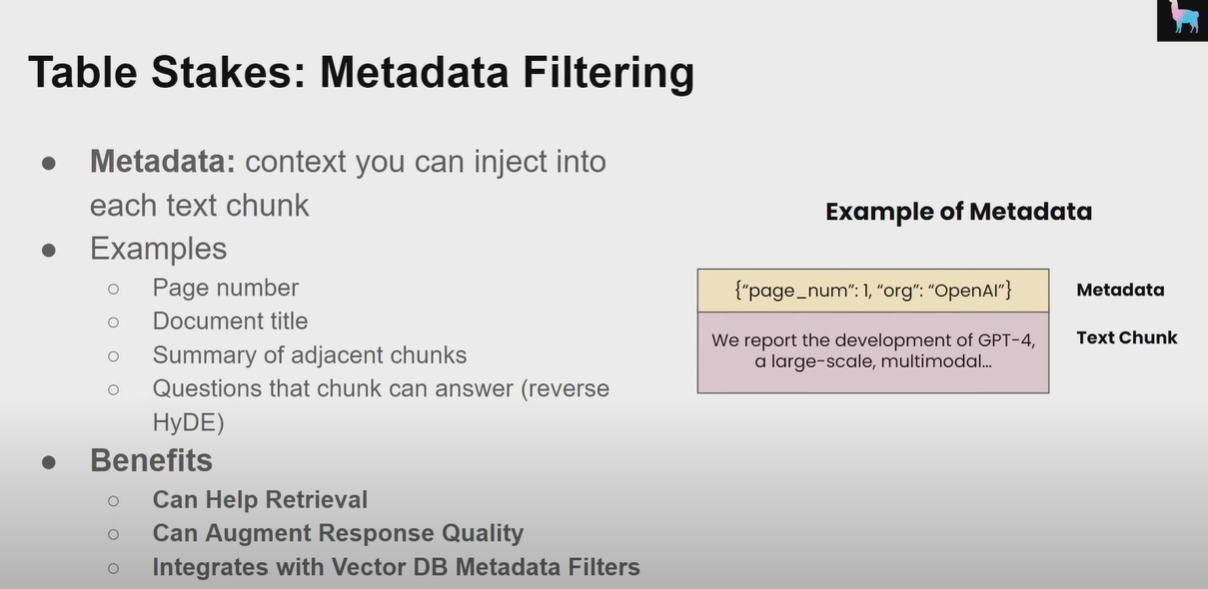 Table Stakes: Metadata Filtering
● Metadata: context you can inject into
each text chunk
● Examples
○ Page number
○ Document title
○ Summary of adjacent chunks
○ Questions that chunk can answer (reverse
HyDE)
● Benefits
○ Can Help Retrieval
○ Can Augment Response Quality
○ Integrates with Vector DB Metadata Filters
Example of Metadata
{“page_num”: 1, “org”: “OpenAI”}
Metadata
We report the development of GPT-4,
a large-scale, multimodal...
Text Chunk